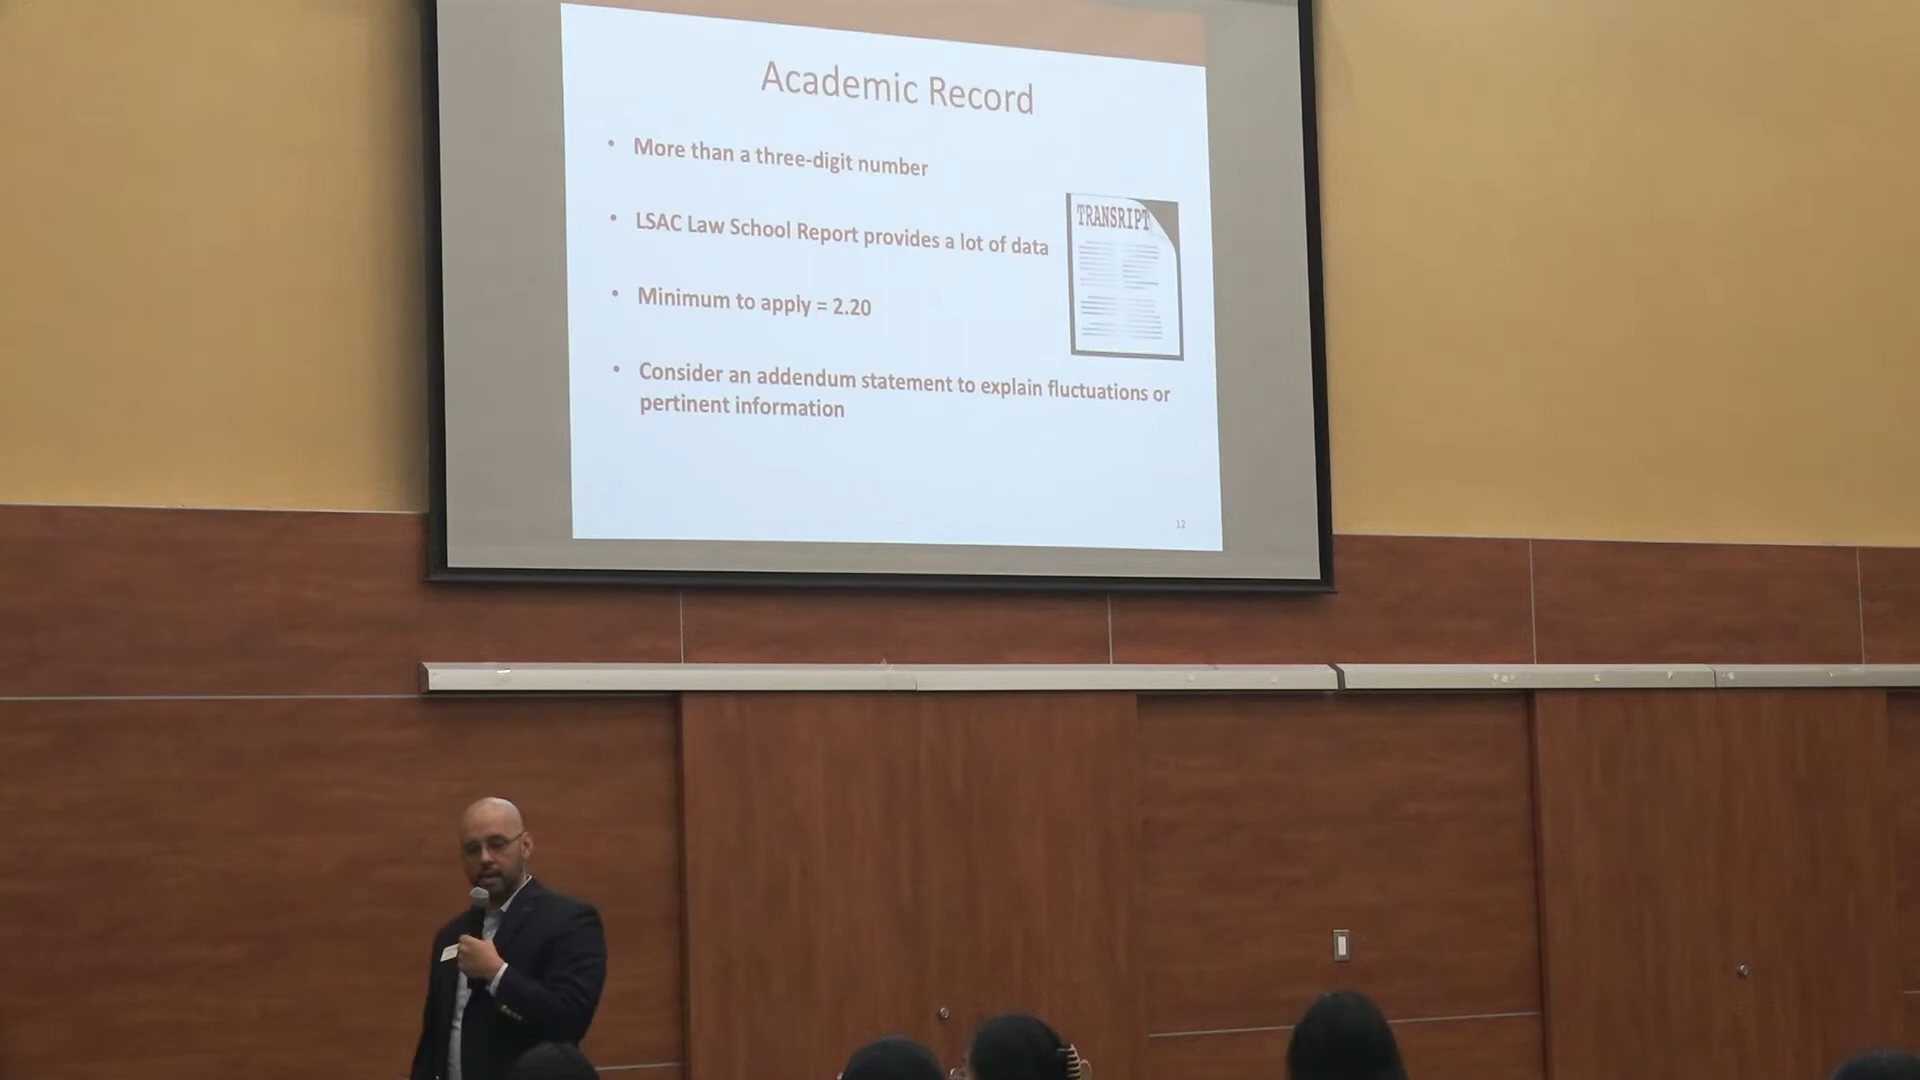 Academic Record
• More than a three-digit number
• LSAC Law School Report provides a lot of data
TRANSRIPT
• Minimum to apply = 2.20
• Consider an addendum statement to explain fluctuations or
pertinent information
12